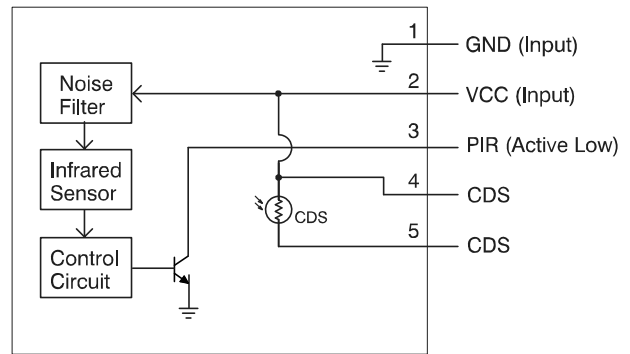 1 GND (Input)
Noise
Filter
2 VCC (Input)
3 PIR (Active Low)
Infrared
Sensor
4 CDS
CDS
5 CDS
Control
Circuit